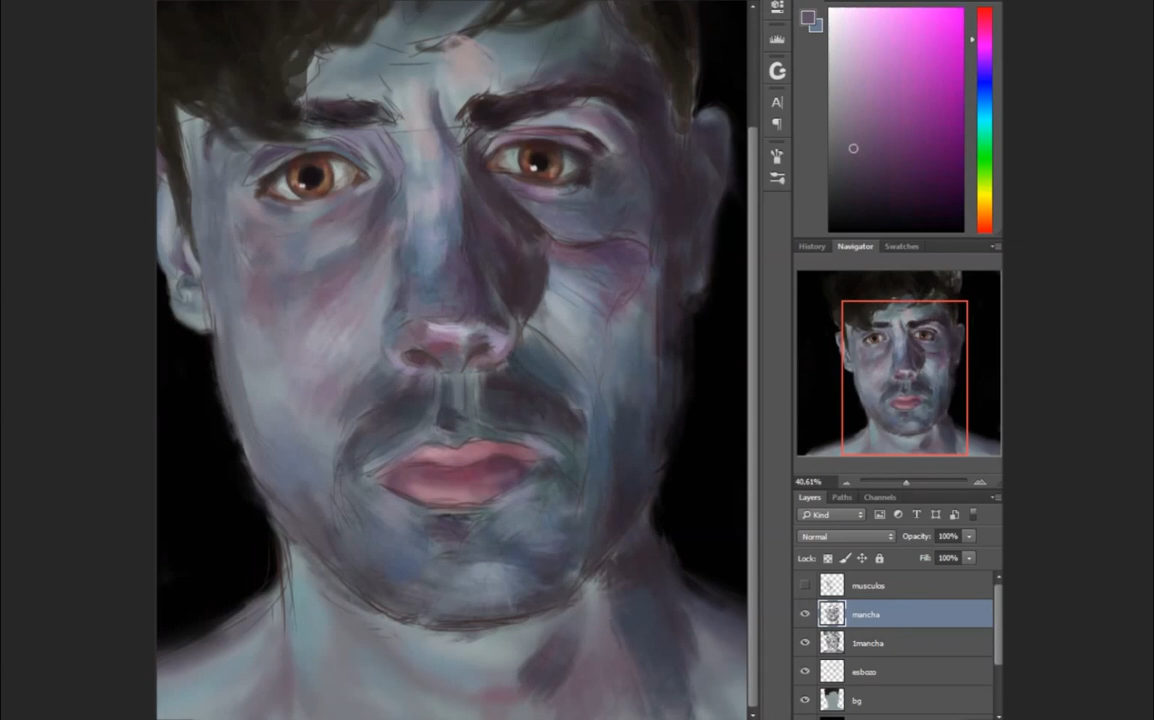 A|
History Navigator Swatches
40,61%
Layers Paths Channels
Kind T
Normal Opacity: 100%
Lock: Fill: 100%
musculos
mancha
1mancha
esbozo
bg